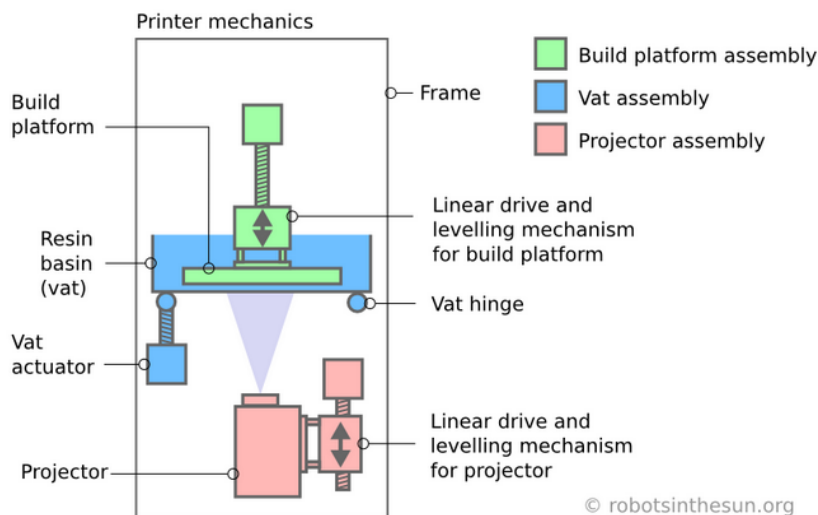 Printer mechanics
Build platform assembly
Vat assembly
Projector assembly
Build
platform
Frame
Linear drive and
levelling mechanism
for build platform
Resin
basin
(vat)
Vat hinge
Vat
actuator
Linear drive and
levelling mechanism
for projector
Projector
© robotsinthesun.org